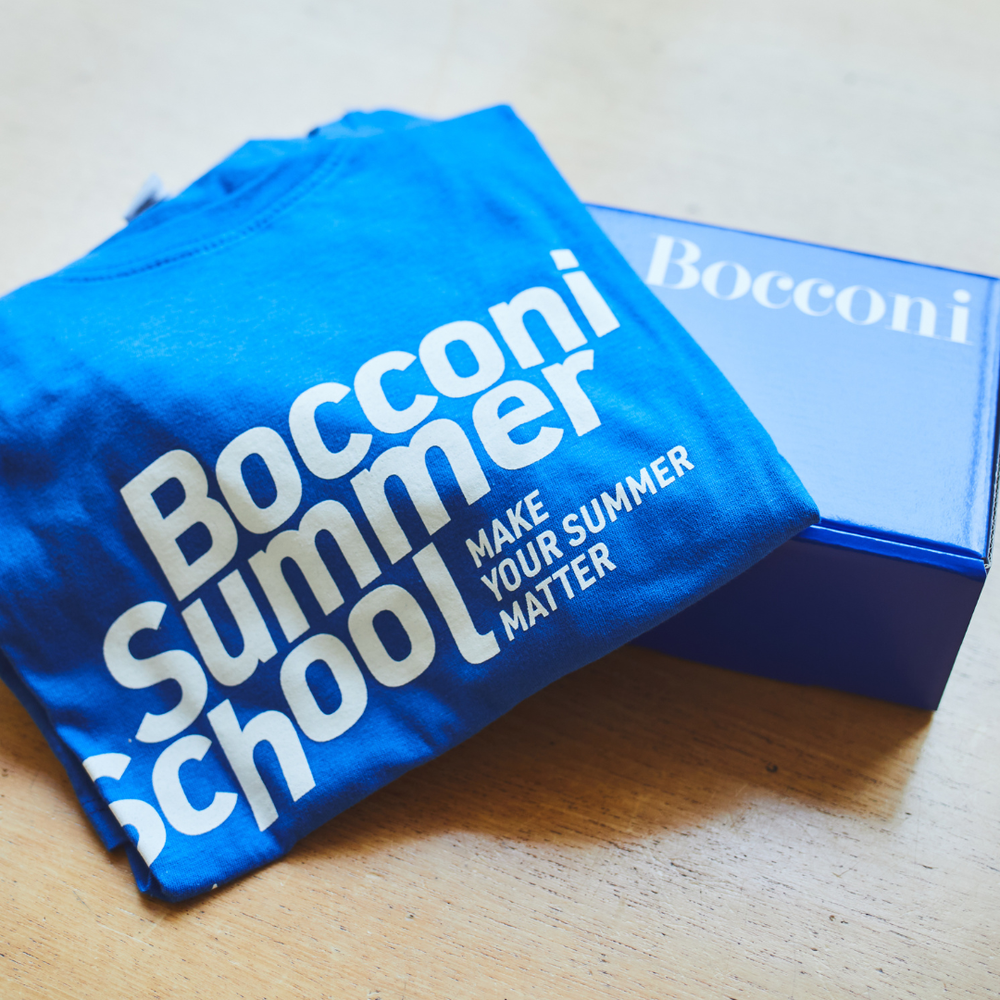 Bocconi
Summer
School
MAKE
YOUR SUMMER
MATTER
Bocconi